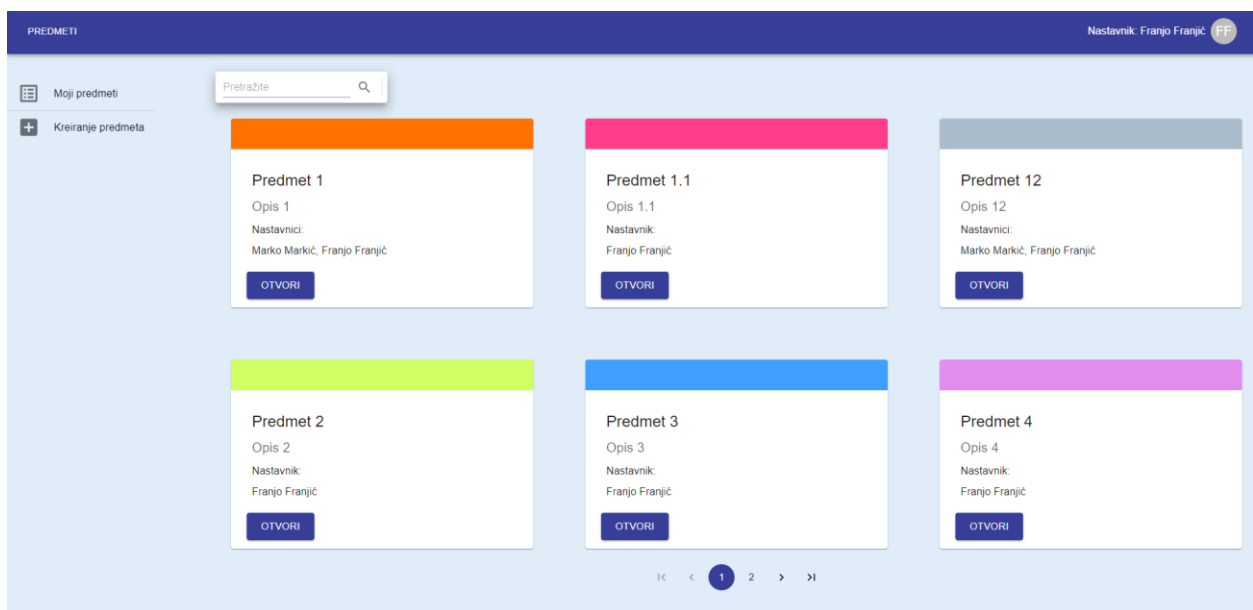 PREDMETI
Nastavnik: Franjo Franjić FF
Moji predmeti
Kreiranje predmeta
Pretražite
Predmet 1
Opis 1
Nastavnici:
Marko Markić, Franjo Franjić
OTVORI
Predmet 1.1
Opis 1.1
Nastavnik:
Franjo Franjić
OTVORI
Predmet 12
Opis 12
Nastavnici:
Marko Markić, Franjo Franjić
OTVORI
Predmet 2
Opis 2
Nastavnik:
Franjo Franjić
OTVORI
Predmet 3
Opis 3
Nastavnik:
Franjo Franjić
OTVORI
Predmet 4
Opis 4
Nastavnik:
Franjo Franjić
OTVORI
1 2